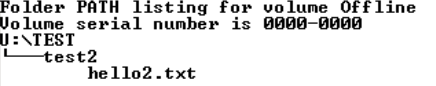 Folder PATH listing for volume Offline
Volume serial number is 0000-0000
U:\TEST
└───test2
        hello2.txt